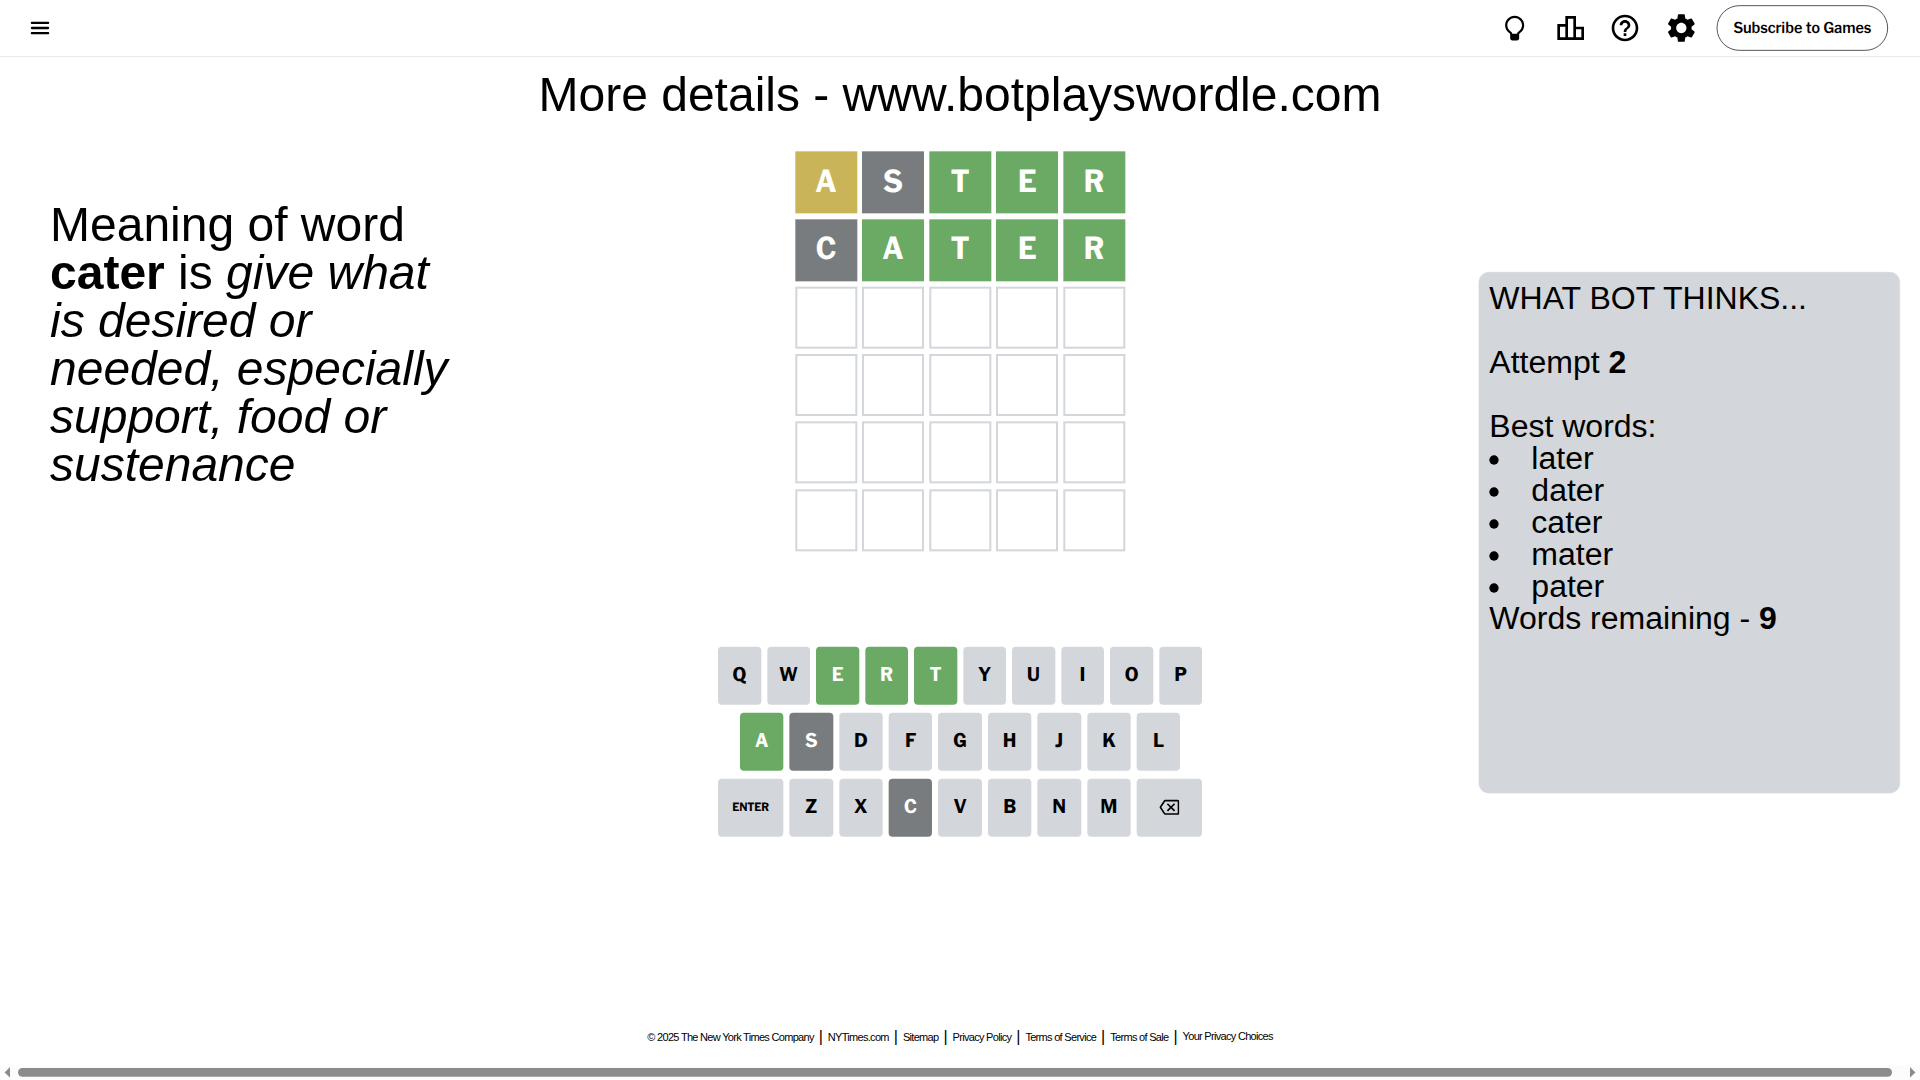 Subscribe to Games
More details - www.botplayswordle.com
Meaning of word
cater is give what
is desired or
needed, especially
support, food or
sustenance
A S T E R
C A T E R
WHAT BOT THINKS...
Attempt 2
Best words:
• later
• dater
• cater
• mater
• pater
Words remaining - 9
Q W E R T Y U I O P
A S D F G H J K L
ENTER Z X C V B N M
© 2025 The New York Times Company | NYTimes.com | Sitemap | Privacy Policy | Terms of Service | Terms of Sale | Your Privacy Choices